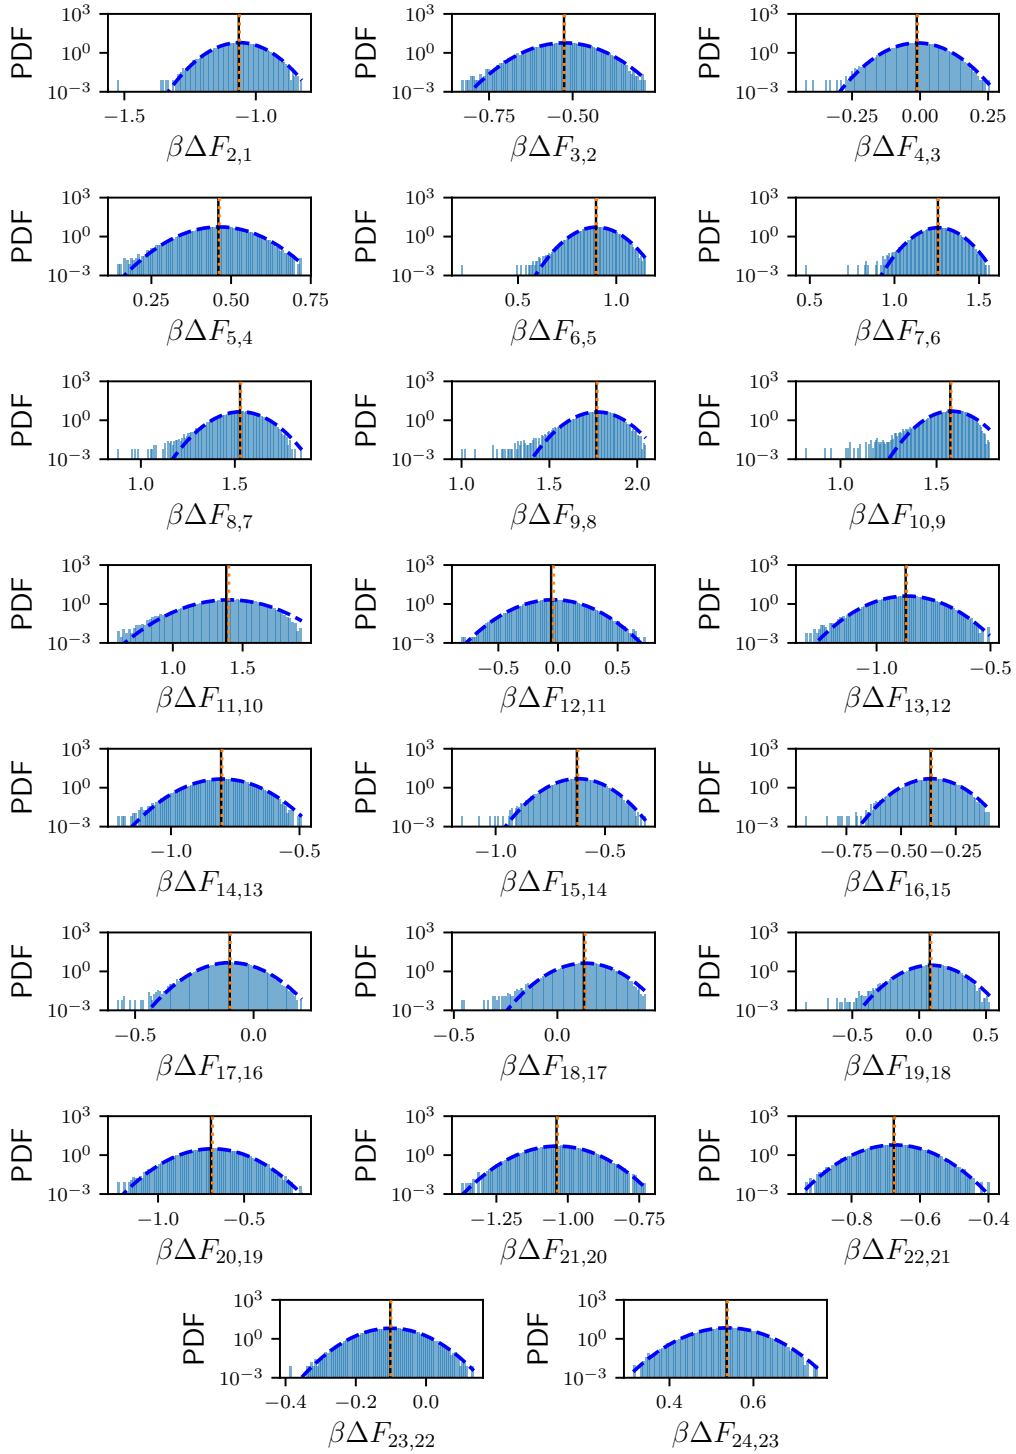 PDF 10^3 10^0 10^−3 PDF 10^3 10^0 10^−3 PDF 10^3 10^0 10^−3
−1.5 −1.0 −0.75 −0.50 −0.25 0.00 0.25
βΔF_{2,1} βΔF_{3,2} βΔF_{4,3}
PDF 10^3 10^0 10^−3 PDF 10^3 10^0 10^−3 PDF 10^3 10^0 10^−3
0.25 0.50 0.75 0.5 1.0 0.5 1.0 1.5
βΔF_{5,4} βΔF_{6,5} βΔF_{7,6}
PDF 10^3 10^0 10^−3 PDF 10^3 10^0 10^−3 PDF 10^3 10^0 10^−3
1.0 1.5 1.0 1.5 2.0 1.0 1.5
βΔF_{8,7} βΔF_{9,8} βΔF_{10,9}
PDF 10^3 10^0 10^−3 PDF 10^3 10^0 10^−3 PDF 10^3 10^0 10^−3
1.0 1.5 −0.5 0.0 0.5 −1.0 −0.5
βΔF_{11,10} βΔF_{12,11} βΔF_{13,12}
PDF 10^3 10^0 10^−3 PDF 10^3 10^0 10^−3 PDF 10^3 10^0 10^−3
−1.0 −0.5 −1.0 −0.5 −0.75 −0.50 −0.25
βΔF_{14,13} βΔF_{15,14} βΔF_{16,15}
PDF 10^3 10^0 10^−3 PDF 10^3 10^0 10^−3 PDF 10^3 10^0 10^−3
−0.5 0.0 −0.5 0.0 −0.5 0.0 0.5
βΔF_{17,16} βΔF_{18,17} βΔF_{19,18}
PDF 10^3 10^0 10^−3 PDF 10^3 10^0 10^−3 PDF 10^3 10^0 10^−3
−1.0 −0.5 −1.25 −1.00 −0.75 −0.8 −0.6 −0.4
βΔF_{20,19} βΔF_{21,20} βΔF_{22,21}
PDF 10^3 10^0 10^−3 PDF 10^3 10^0 10^−3
−0.4 −0.2 0.0 0.4 0.6
βΔF_{23,22} βΔF_{24,23}